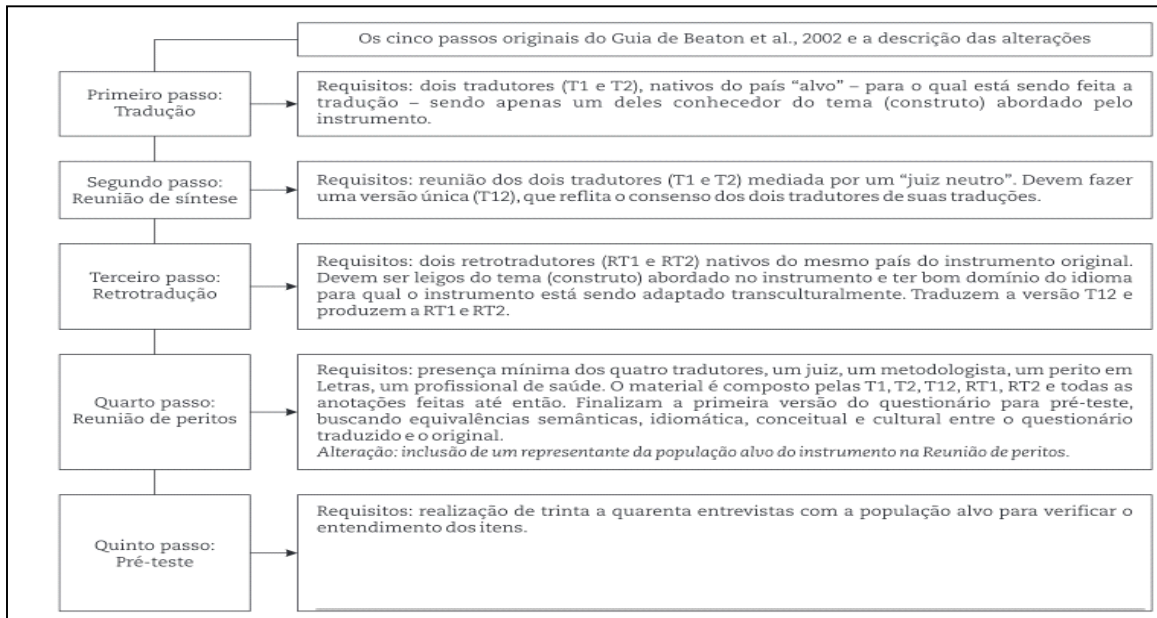 Os cinco passos originais do Guia de Beaton et al., 2002 e a descrição das alterações
Primeiro passo:
Tradução
Requisitos: dois tradutores (T1 e T2), nativos do país “alvo” – para o qual está sendo feita a
tradução – sendo apenas um deles conhecedor do tema (construto) abordado pelo
instrumento.
Segundo passo:
Reunião de síntese
Requisitos: reunião dos dois tradutores (T1 e T2) mediada por um “juiz neutro”. Devem fazer
uma versão única (T12), que reflita o consenso dos dois tradutores de suas traduções.
Terceiro passo:
Retrotradução
Requisitos: dois retrotradutores (RT1 e RT2) nativos do mesmo país do instrumento original.
Devem ser leigos do tema (construto) abordado no instrumento e ter bom domínio do idioma
para qual o instrumento está sendo adaptado transculturalmente. Traduzem a versão T12 e
produzem a RT1 e RT2.
Quarto passo:
Reunião de peritos
Requisitos: presença mínima dos quatro tradutores, um juiz, um metodologista, um perito em
Letras, um profissional de saúde. O material é composto pelas T1, T2, T12, RT1, RT2 e todas as
anotações feitas até então. Finalizam a primeira versão do questionário para pré-teste,
buscando equivalências semânticas, idiomática, conceitual e cultural entre o questionário
traduzido e o original.
Alteração: inclusão de um representante da população alvo do instrumento na Reunião de peritos.
Quinto passo:
Pré-teste
Requisitos: realização de trinta a quarenta entrevistas com a população alvo para verificar o
entendimento dos itens.